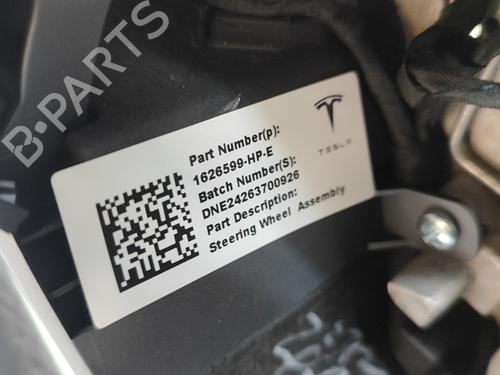 B-PARTS
Part Number(p):
1626599-HP-E
Batch Number(S):
DNE24263700926
Part Description:
Steering Wheel Assembly
TESLA